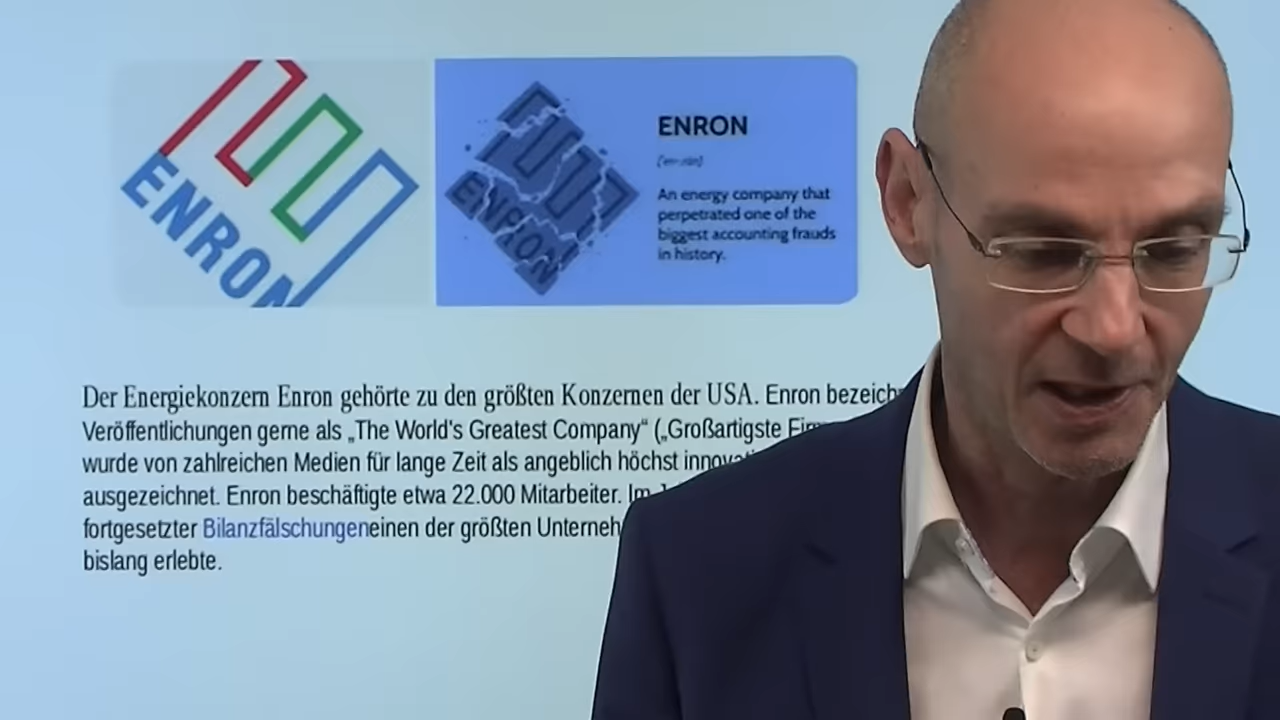 ENRON
ENRON
ENRON
An energy company that
perpetrated one of the
biggest accounting frauds
in history.
Der Energiekonzern Enron gehörte zu den größten Konzernen der USA. Enron bezeichn
Veröffentlichungen gerne als „The World's Greatest Company“ („Großartigste
wurde von zahlreichen Medien für lange Zeit als angeblich höchst
ausgezeichnet. Enron beschäftigte etwa 22.000 Mitarbeiter. Im
fortgesetzter Bilanzfälschungeneinen der größten Unterneh
bislang erlebte.